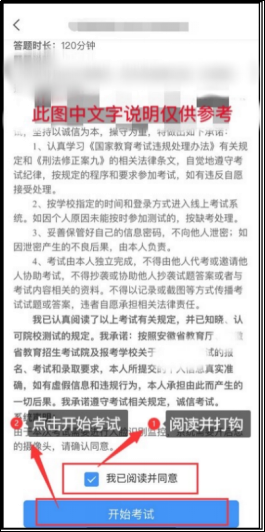 答题时长：120分钟
此图中文字说明仅供参考
坚持以诚信为本，操守为重，特做如下承诺：
1、认真学习《国家教育考试违规处理办法》有关规
定和《刑法修正案九》的相关法律条文，自觉地遵守考
试纪律，按规定的程序和要求参加考试，如有违反自愿
接受处理。
2、按学校指定的时间和登录方式进入线上考试系
统。如因个人原因未能按时参加测试的，按缺考处理。
3、妥善保管好自己的信息密码，不向他人泄密；如
因泄密产生的不良后果，由本人负责。
4、考试由本人独立完成，不得由他人代考或邀请他
人协助考试，不得抄袭或协助他人抄袭试题答案或者与
考试内容相关的资料。不得以记录或截图等方式传播考
试试题或答案，违者自愿承担相关法律责任。
我已认真阅读了以上考试有关规定，并已知晓、认
可院校测试的规定。我承诺：按照安徽省教育厅、
省教育招生考试院及报考学校关于 试的报
名、考试和录取要求，本人所提交的个人信息真实准
确，如有虚假信息和违规行为，本人承担由此而产生的
一切后果。我承诺遵守考试相关规定，诚信考试。
2 点击开始考试
1 阅读并打钩
的摄像头，请确认同意。
我已阅读并同意
开始考试